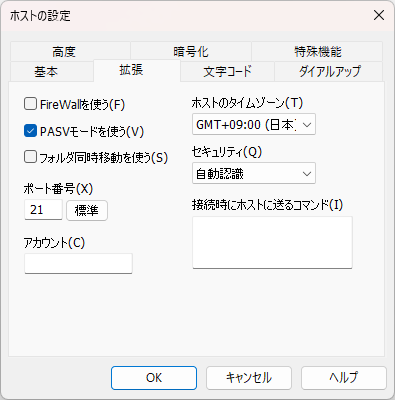 ホストの設定
高度 暗号化 特殊機能
基本 拡張 文字コード ダイアルアップ
FireWallを使う(F)
PASVモードを使う(V)
フォルダ同時移動を使う(S)
ポート番号(X)
21 標準
アカウント(C)
ホストのタイムゾーン(T)
GMT+09:00 (日本)
セキュリティ(Q)
自動認識
接続時にホストに送るコマンド(I)
OK キャンセル ヘルプ